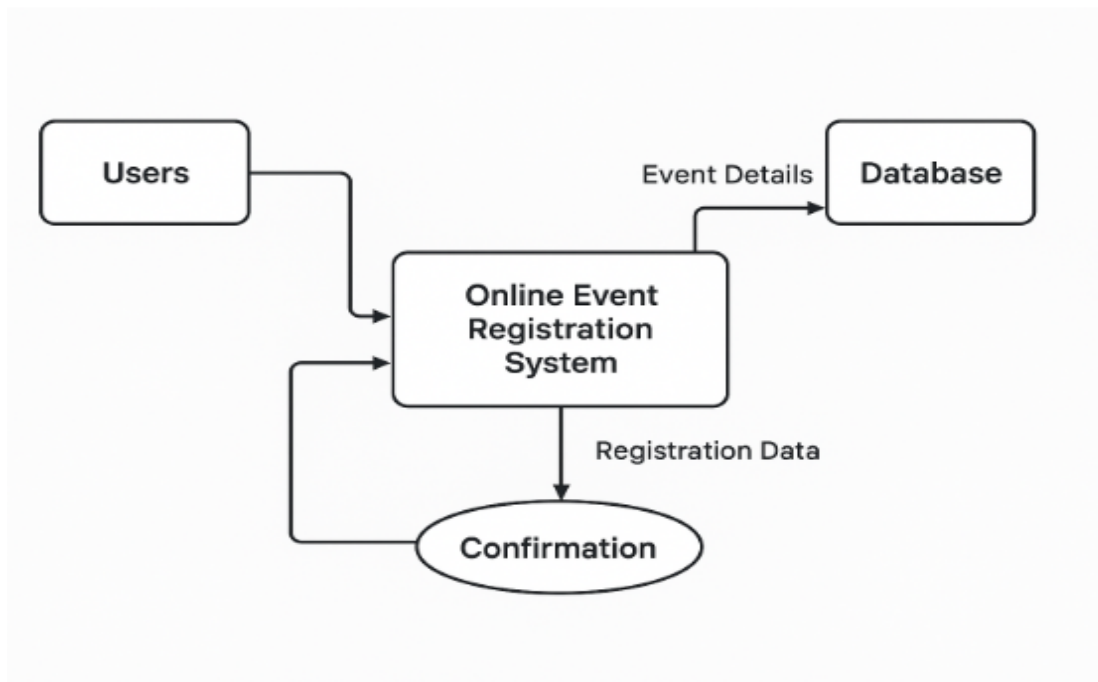 Users
Event Details
Database
Online Event
Registration
System
Registration Data
Confirmation